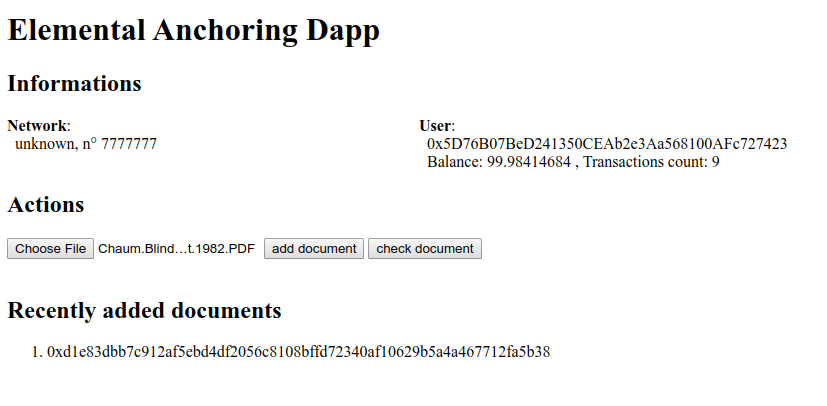 Elemental Anchoring Dapp
Informations
Network:
unknown, n° 7777777
User:
0x5D76B07BeD241350CEAb2e3Aa568100AFc727423
Balance: 99.98414684 , Transactions count: 9
Actions
Choose File Chaum.Blind…t.1982.PDF add document check document
Recently added documents
1. 0xd1e83dbb7c912af5ebd4df2056c8108bffd72340af10629b5a4a467712fa5b38